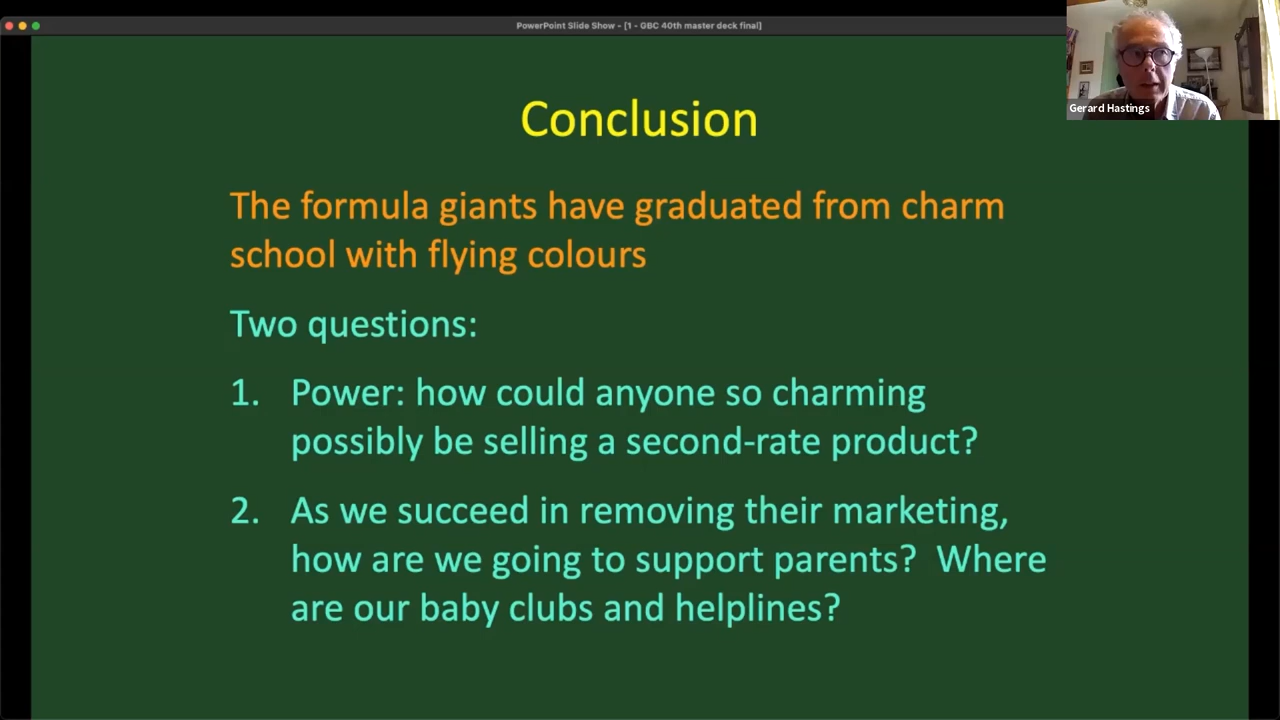 PowerPoint Slide Show - [1 - GBC 40th master deck final]
Gerard Hastings
Conclusion
The formula giants have graduated from charm
school with flying colours
Two questions:
1. Power: how could anyone so charming
possibly be selling a second-rate product?
2. As we succeed in removing their marketing,
how are we going to support parents?  Where
are our baby clubs and helplines?